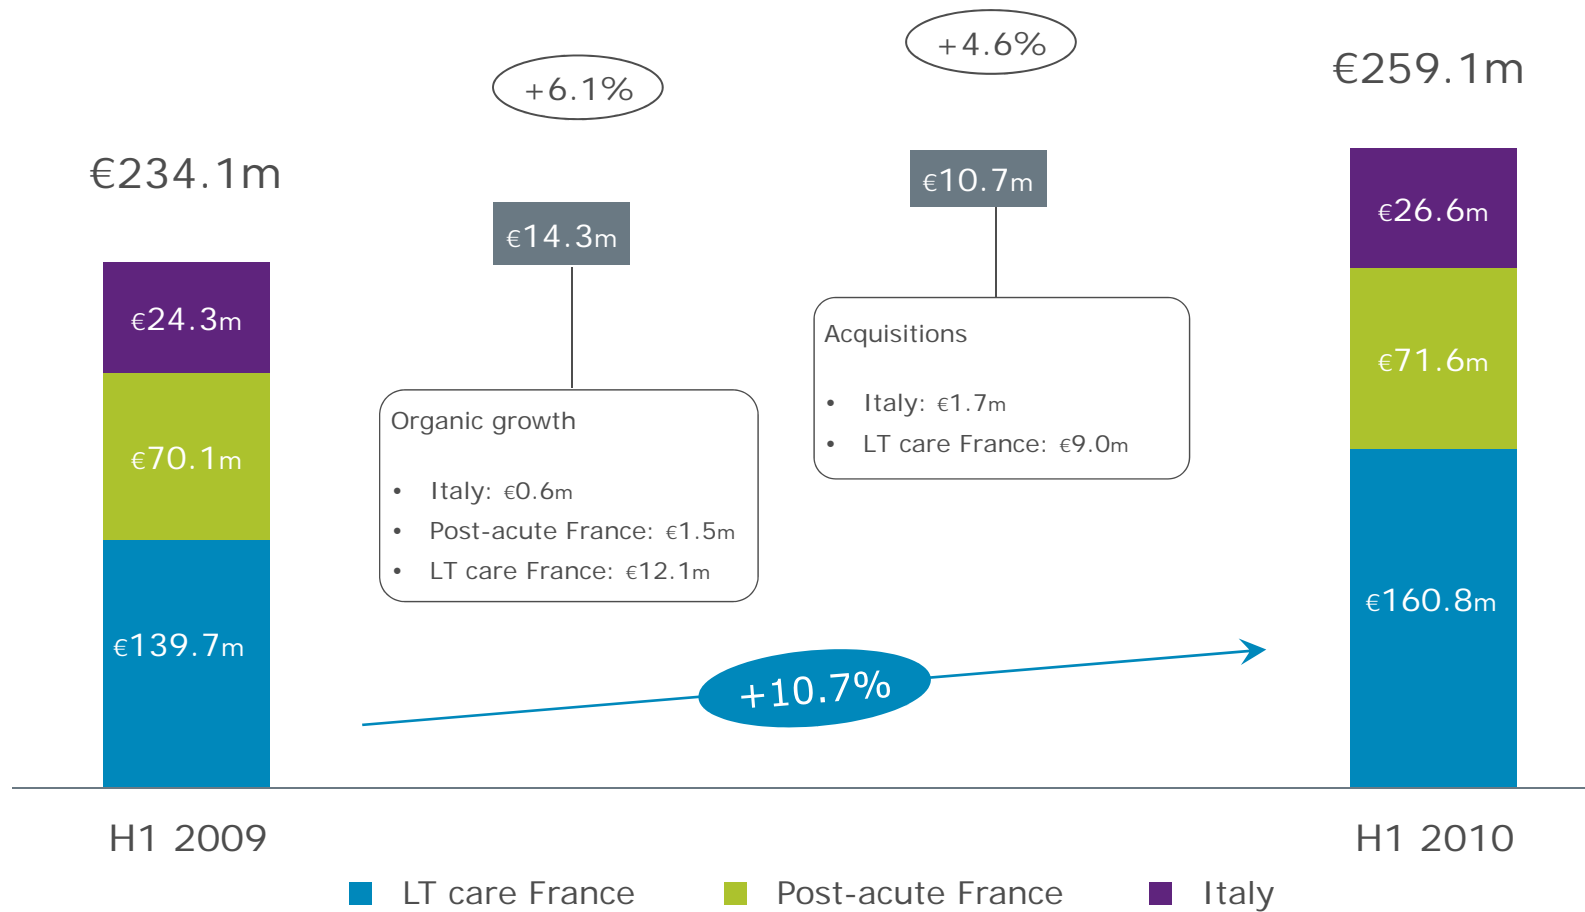 +4.6%
€259.1m
+6.1%
€234.1m
€10.7m
€26.6m
€14.3m
€24.3m
Acquisitions
• Italy: €1.7m
• LT care France: €9.0m
€71.6m
Organic growth
• Italy: €0.6m
• Post-acute France: €1.5m
• LT care France: €12.1m
€70.1m
€160.8m
€139.7m
+10.7%
H1 2009
H1 2010
LT care France
Post-acute France
Italy